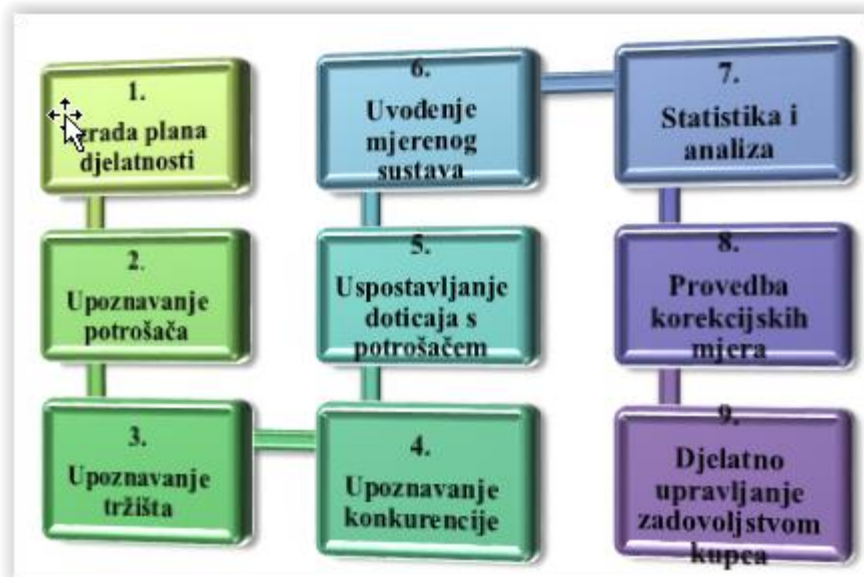 1.
Izrada plana
djelatnosti
2.
Upoznavanje
potrošača
3.
Upoznavanje
tržišta
4.
Upoznavanje
konkurencije
5.
Uspostavljanje
doticaja s
potrošačem
6.
Uvođenje
mjerenog
sustava
7.
Statistika i
analiza
8.
Provedba
korekcijskih
mjera
9.
Djelatno
upravljanje
zadovoljstvom
kupca